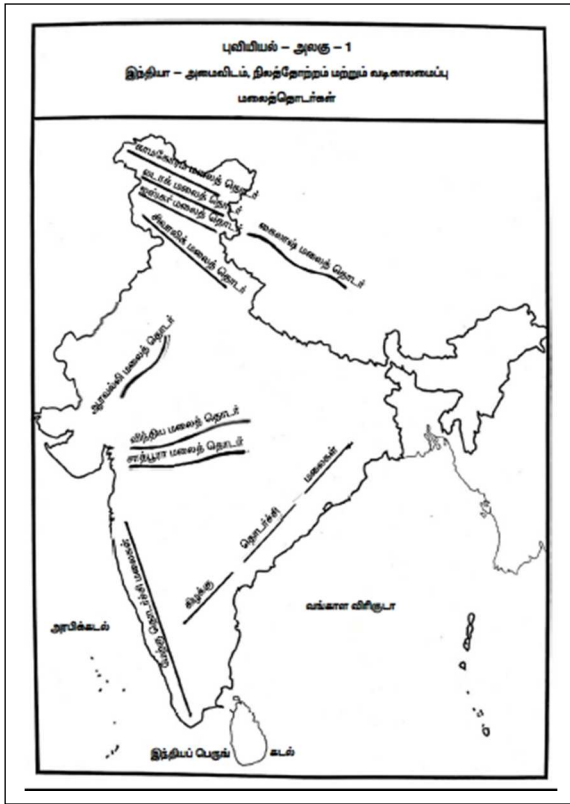 புவியியல் – அலகு – 1
இந்தியா – அமைவிடம், நிலத்தோற்றம் மற்றும் வடிகாலமைப்பு
மலைத்தொடர்கள்
காரகோரம் மலைத் தொடர்
லடாக் மலைத் தொடர்
ஜாஸ்கர் மலைத் தொடர்
சிவாலிக் மலைத் தொடர்
கைலாஷ் மலைத் தொடர்
ஆரவல்லி மலைத் தொடர்
விந்திய மலைத் தொடர்
சாத்பூரா மலைத் தொடர்
மேற்கு தொடர்ச்சி மலைகள்
கிழக்கு தொடர்ச்சி மலைகள்
அரபிக்கடல்
வங்காள விரிகுடா
இந்தியப் பெருங் கடல்